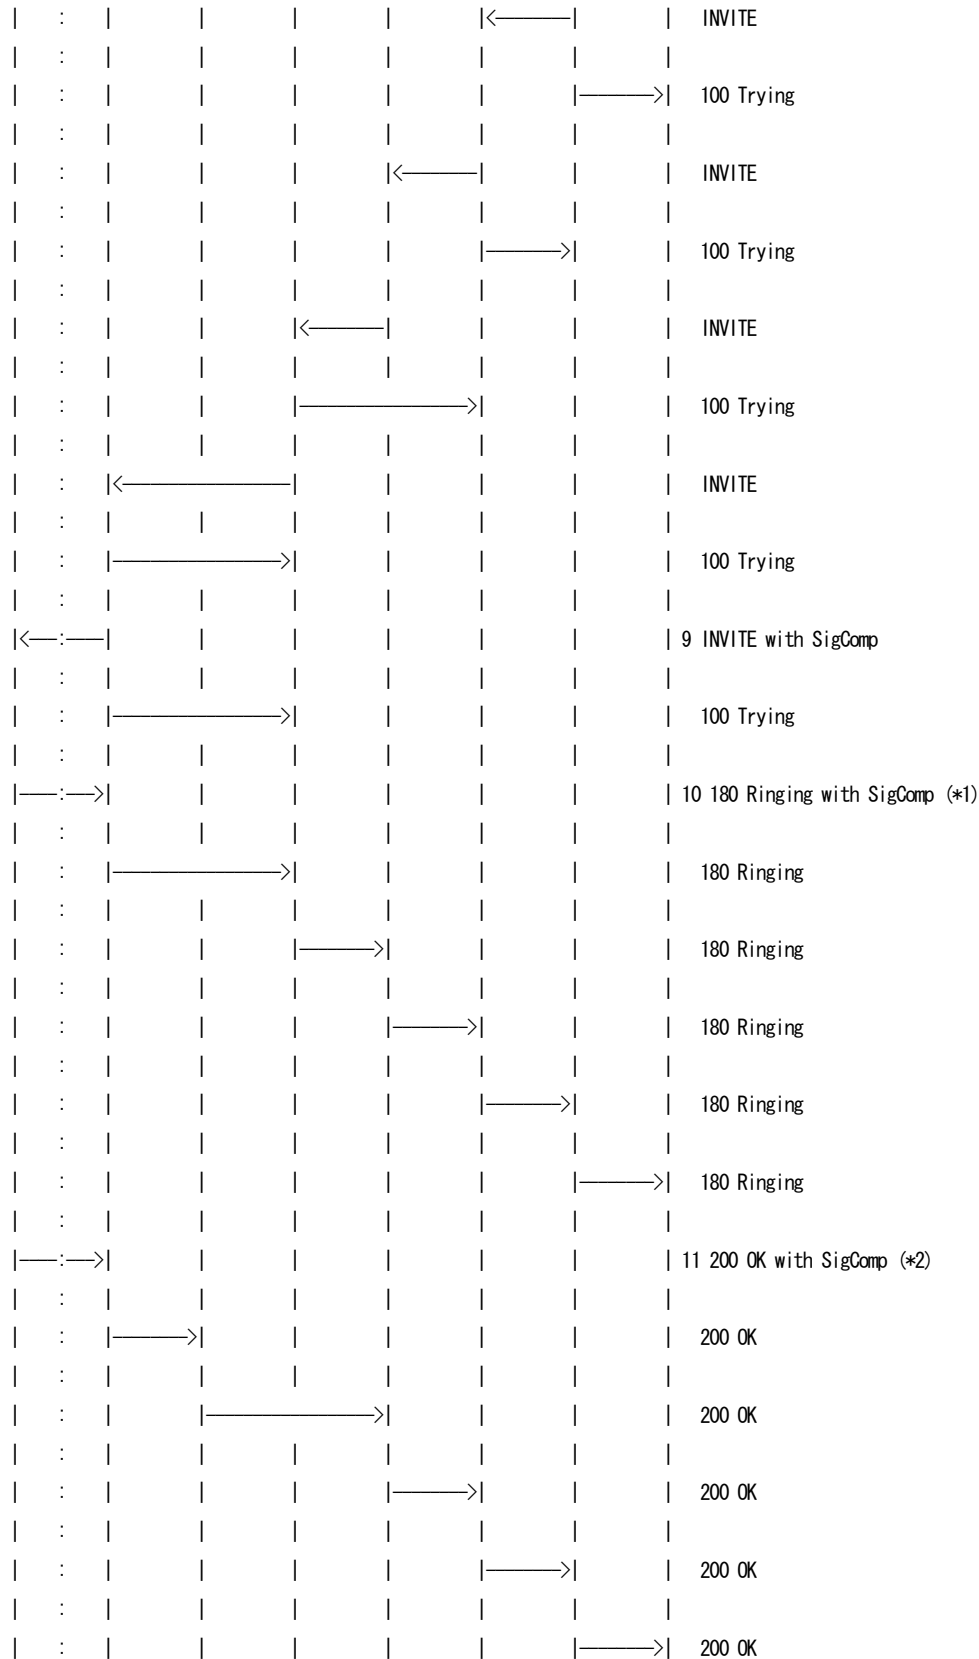 INVITE
100 Trying
INVITE
100 Trying
INVITE
100 Trying
INVITE
100 Trying
9 INVITE with SigComp
100 Trying
10 180 Ringing with SigComp (*1)
180 Ringing
180 Ringing
180 Ringing
180 Ringing
180 Ringing
11 200 OK with SigComp (*2)
200 OK
200 OK
200 OK
200 OK
200 OK